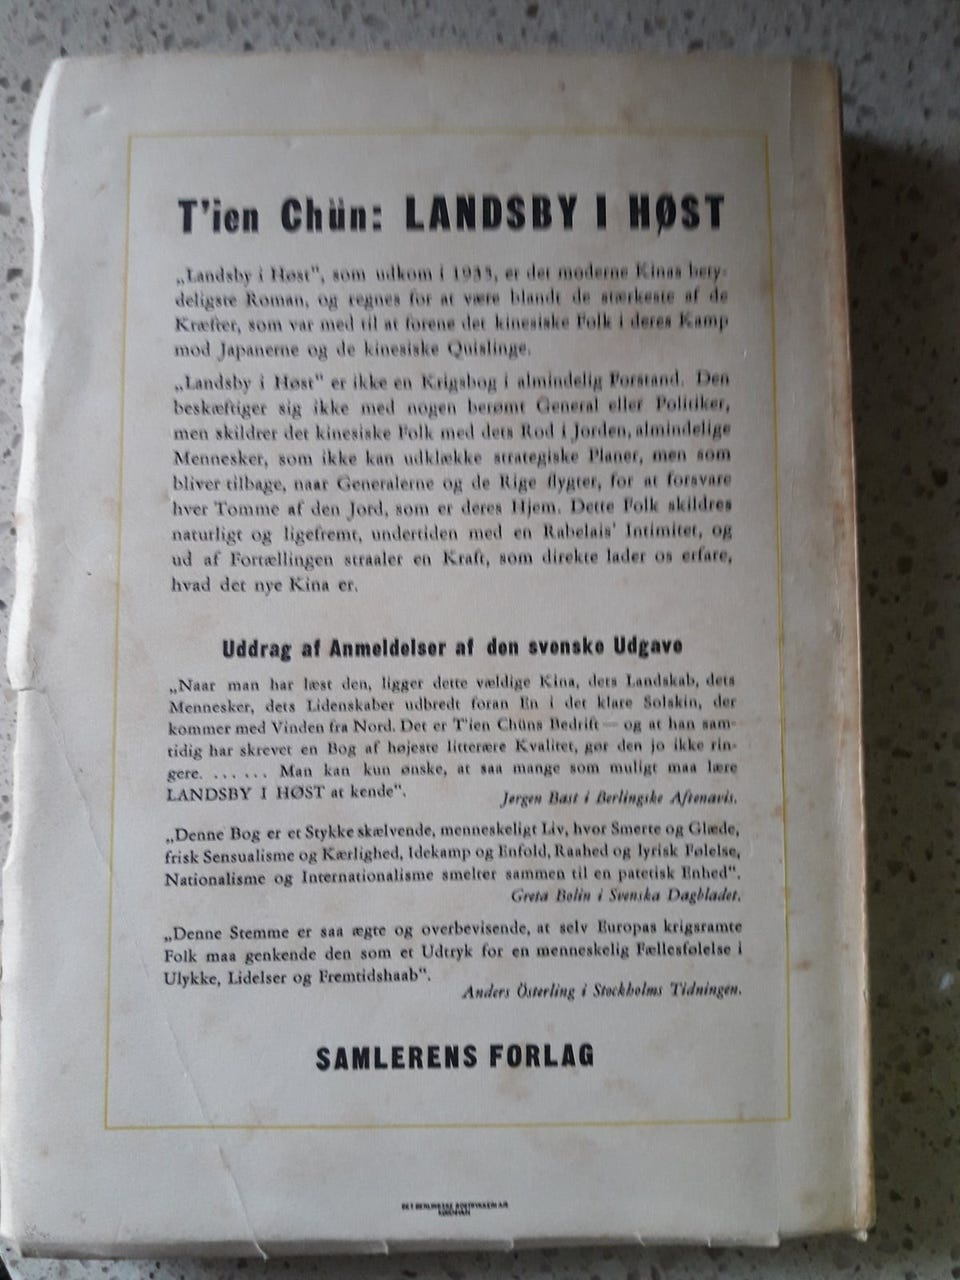 T'ien Chün: LANDSBY I HØST
„Landsby i Høst", som udkom i 1935, er det moderne Kinas bety-
deligste Roman, og regnes for at være blandt de stærkeste af de
Kræfter, som var med til at forene det kinesiske Folk i deres Kamp
mod Japanerne og de kinesiske Quislinge.
„Landsby i Høst" er ikke en Krigsbog i almindelig Forstand. Den
beskæftiger sig ikke med nogen berømt General eller Politiker,
men skildrer det kinesiske Folk med dets Rod i Jorden, almindelige
Mennesker, som ikke kan udklække strategiske Planer, men som
bliver tilbage, naar Generalerne og de Rige flygter, for at forsvare
hver Tomme af den Jord, som er deres Hjem. Dette Folk skildres
naturligt og ligefremt, undertiden med en Rabelais' Intimitet, og
ud af Fortællingen straaler en Kraft, som direkte lader os erfare,
hvad det nye Kina er.
Uddrag af Anmeldelser af den svenske Udgave
„Naar man har læst den, ligger dette vældige Kina, dets Landskab, dets
Mennesker, dets Lidenskaber udbredt foran En i det klare Solskin, der
kommer med Vinden fra Nord. Det er T'ien Chüns Bedrift — og at han sam-
tidig har skrevet en Bog af højeste litterære Kvalitet, gør den jo ikke rin-
gere. ...... Man kan kun ønske, at saa mange som muligt maa lære
LANDSBY I HØST at kende".
Jørgen Bast i Berlingske Aftenavis.
„Denne Bog er et Stykke skælvende, menneskeligt Liv, hvor Smerte og Glæde,
frisk Sensualisme og Kærlighed, Idekamp og Enfold, Raahed og lyrisk Følelse,
Nationalisme og Internationalisme smelter sammen til en patetisk Enhed".
Greta Bolin i Svenska Dagbladet.
„Denne Stemme er saa ægte og overbevisende, at selv Europas krigsramte
Folk maa genkende den som et Udtryk for en menneskelig Fællesfølelse i
Ulykke, Lidelser og Fremtidshaab".
Anders Österling i Stockholms Tidningen.
SAMLERENS FORLAG
DET BERLINGSKE BOGTRYKKERI A/S